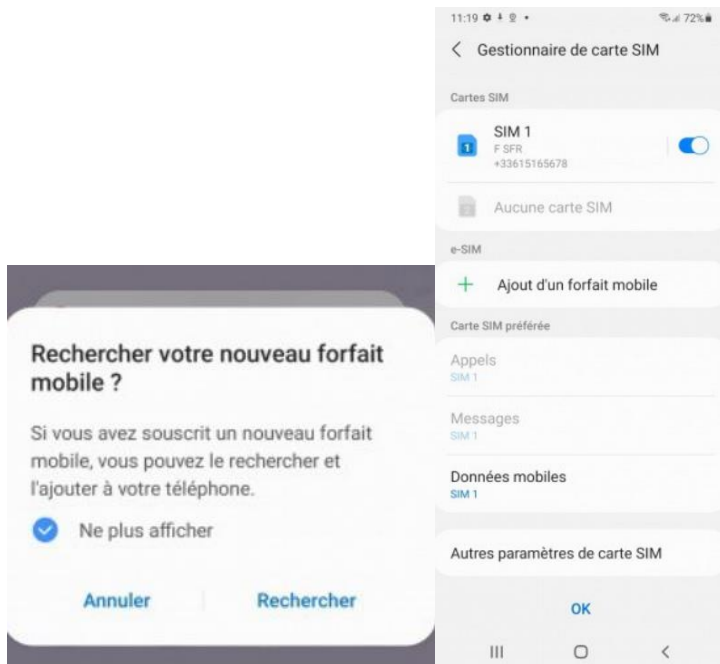 Rechercher votre nouveau forfait
mobile ?
Si vous avez souscrit un nouveau forfait
mobile, vous pouvez le rechercher et
l'ajouter à votre téléphone.
Ne plus afficher
Annuler
Rechercher
11:19
72%
Gestionnaire de carte SIM
Cartes SIM
1
SIM 1
F SFR
+33615165678
2
Aucune carte SIM
e-SIM
Ajout d'un forfait mobile
Carte SIM préférée
Appels
SIM 1
Messages
SIM 1
Données mobiles
SIM 1
Autres paramètres de carte SIM
OK